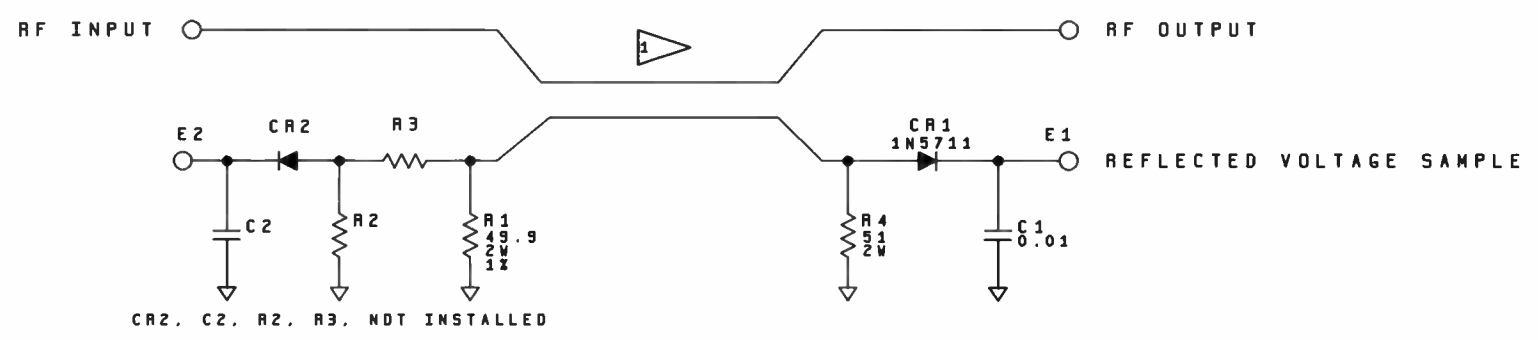 RF INPUT
1
RF OUTPUT
E2
CR2
R3
CR1
1N5711
E1
REFLECTED VOLTAGE SAMPLE
C2
R2
R1
49.9
2W
1%
R4
51
2W
C1
0.01
CR2, C2, R2, R3, NOT INSTALLED